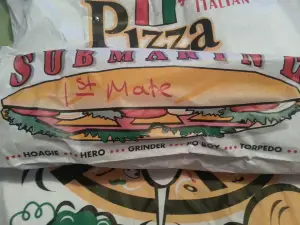 ITALIAN
Pizza
SUBMARINE
1st Mate
HOAGIE ••• HERO ••• GRINDER ••• PO BOY ••• TORPEDO •••